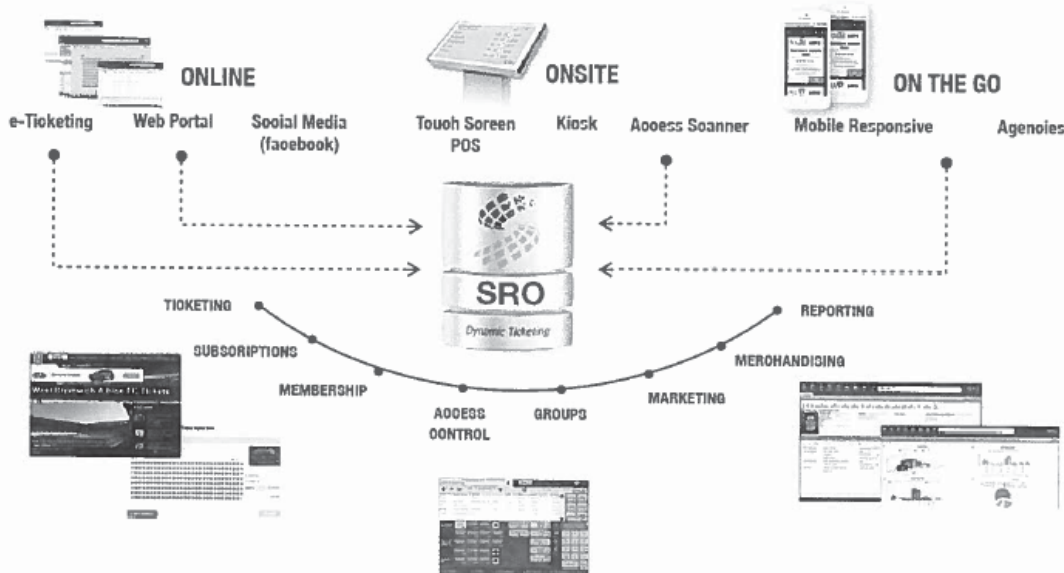 ONLINE
ONSITE
ON THE GO
e-Tioketing
Web Portal
Sooial Media
(faoebook)
Touoh Soreen
POS
Kiosk
Aooess Soanner
Mobile Responsive
Agenoies
SRO
Dynamic Ticketing
TIOKETING
SUBSORIPTIONS
MEMBERSHIP
AOOESS
OONTROL
GROUPS
MARKETING
MEROHANDISING
REPORTING